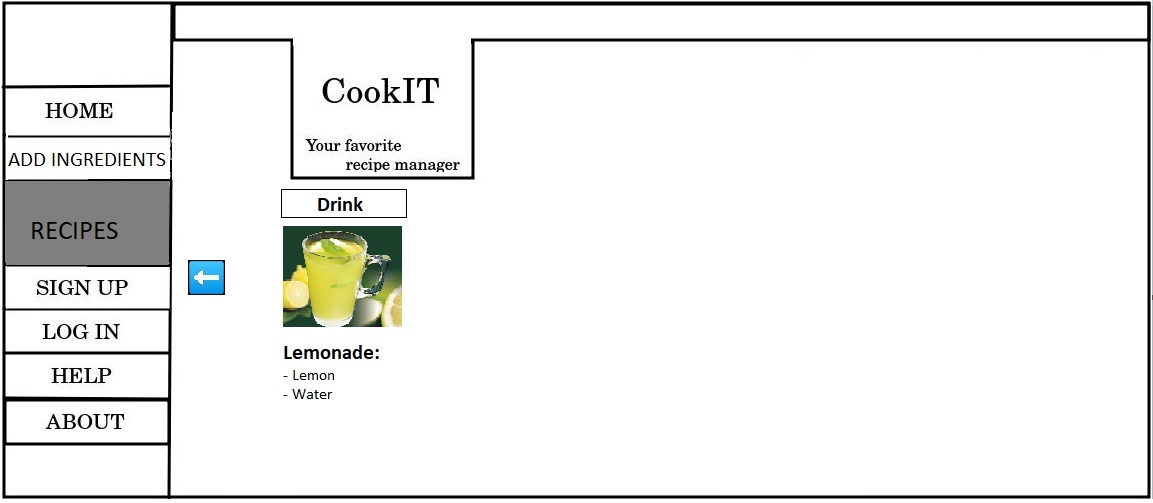 HOME
ADD INGREDIENTS
RECIPES
SIGN UP
LOG IN
HELP
ABOUT
CookIT
Your favorite
recipe manager
Drink
Lemonade:
- Lemon
- Water